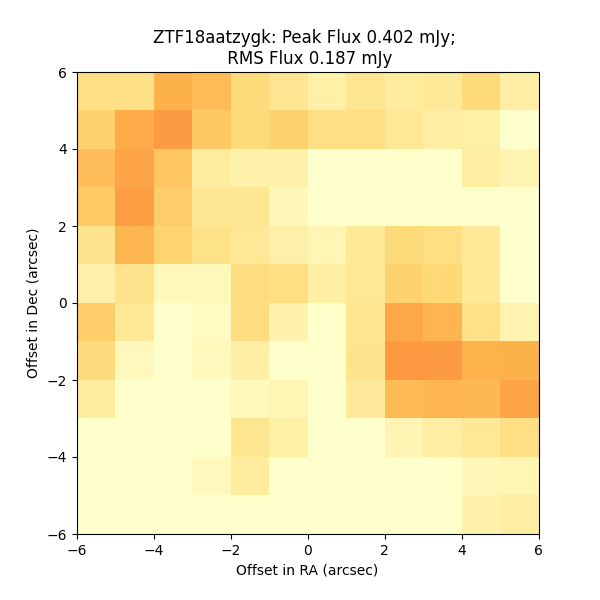 ZTF18aatzygk: Peak Flux 0.402 mJy;
RMS Flux 0.187 mJy
6
4
2
0
−2
−4
−6
Offset in Dec (arcsec)
−6 −4 −2 0 2 4 6
Offset in RA (arcsec)